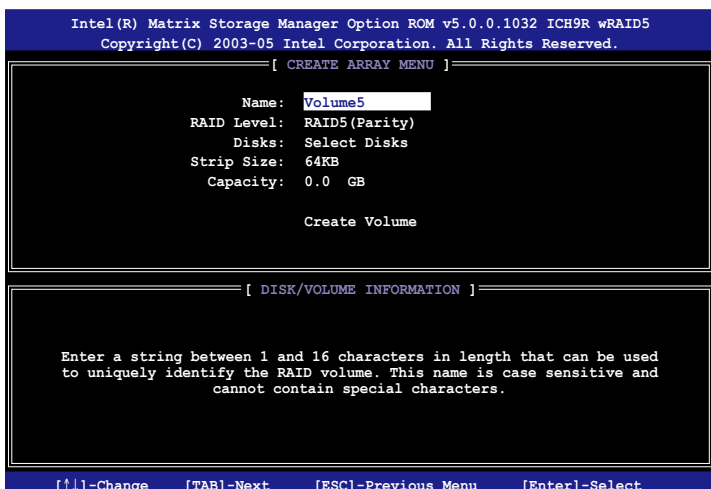 Intel(R) Matrix Storage Manager Option ROM v5.0.0.1032 ICH9R wRAID5
Copyright(C) 2003-05 Intel Corporation. All Rights Reserved.
[ CREATE ARRAY MENU ]
Name: Volume5
RAID Level: RAID5(Parity)
Disks: Select Disks
Strip Size: 64KB
Capacity: 0.0 GB
Create Volume
[ DISK/VOLUME INFORMATION ]
Enter a string between 1 and 16 characters in length that can be used
to uniquely identify the RAID volume. This name is case sensitive and
cannot contain special characters.
[↑↓]-Change [TAB]-Next [ESC]-Previous Menu [Enter]-Select